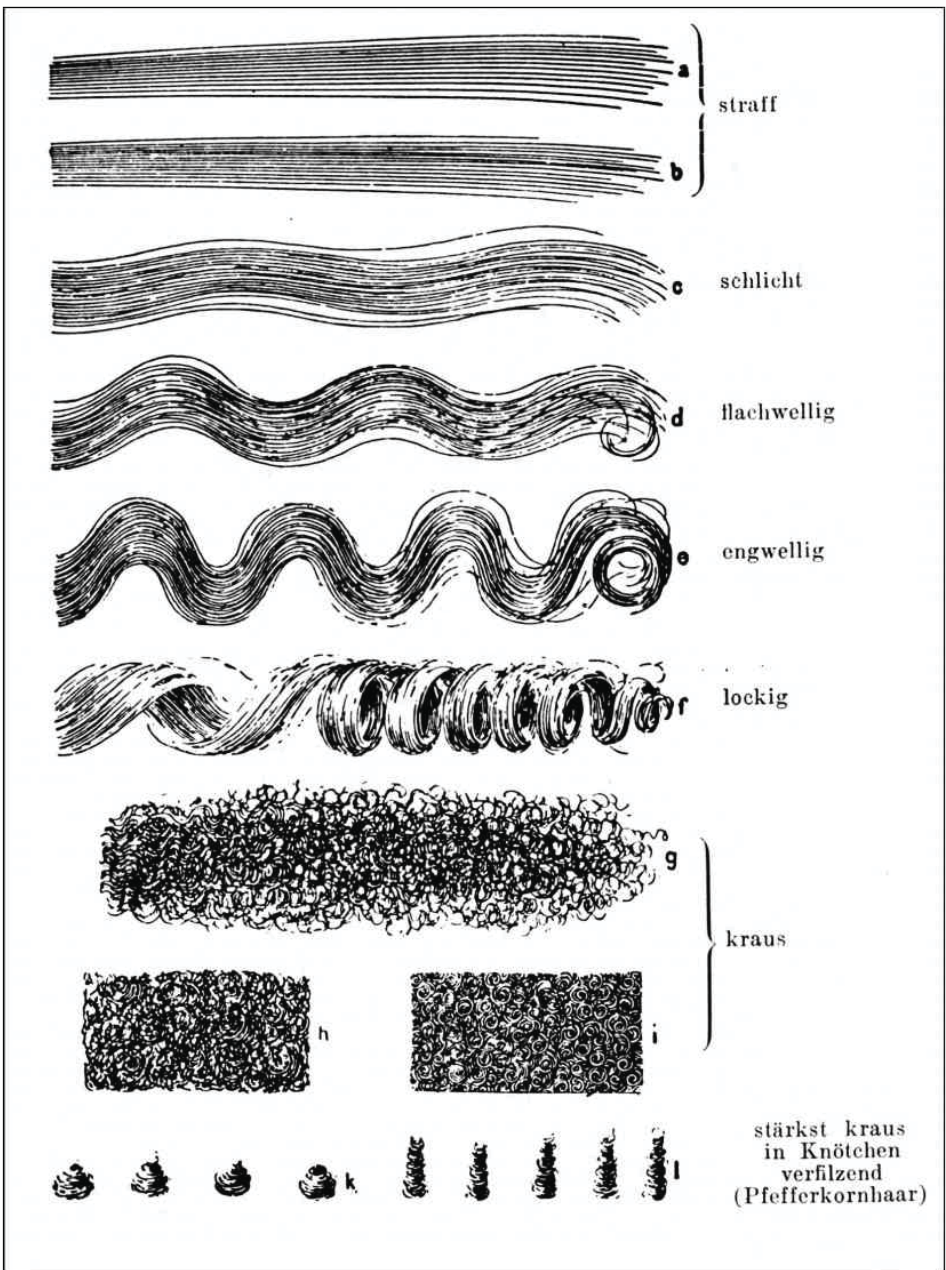 a
straff
b
c schlicht
d flachwellig
e engwellig
f lockig
g
kraus
h i
stärkst kraus
in Knötchen
verfilzend
(Pfefferkornhaar)
k l